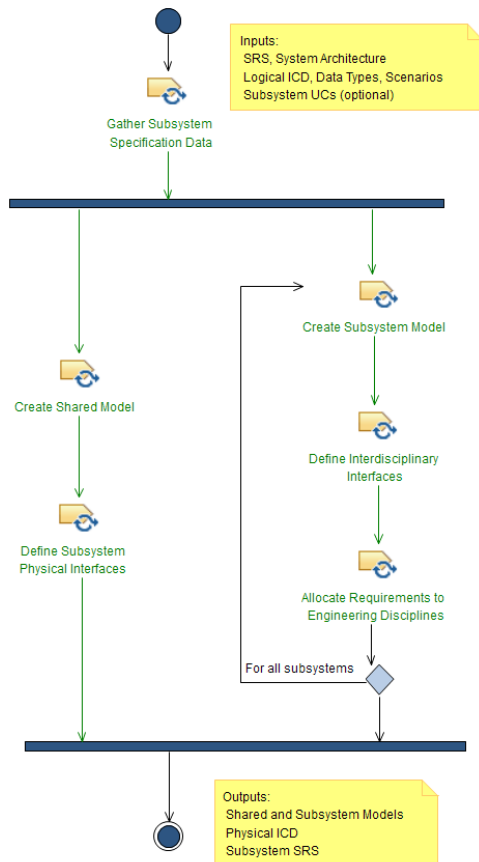 Inputs:
SRS, System Architecture
Logical ICD, Data Types, Scenarios
Subsystem UCs (optional)
Gather Subsystem
Specification Data
Create Subsystem Model
Create Shared Model
Define Interdisciplinary
Interfaces
Define Subsystem
Physical Interfaces
Allocate Requirements to
Engineering Disciplines
For all subsystems
Outputs:
Shared and Subsystem Models
Physical ICD
Subsystem SRS